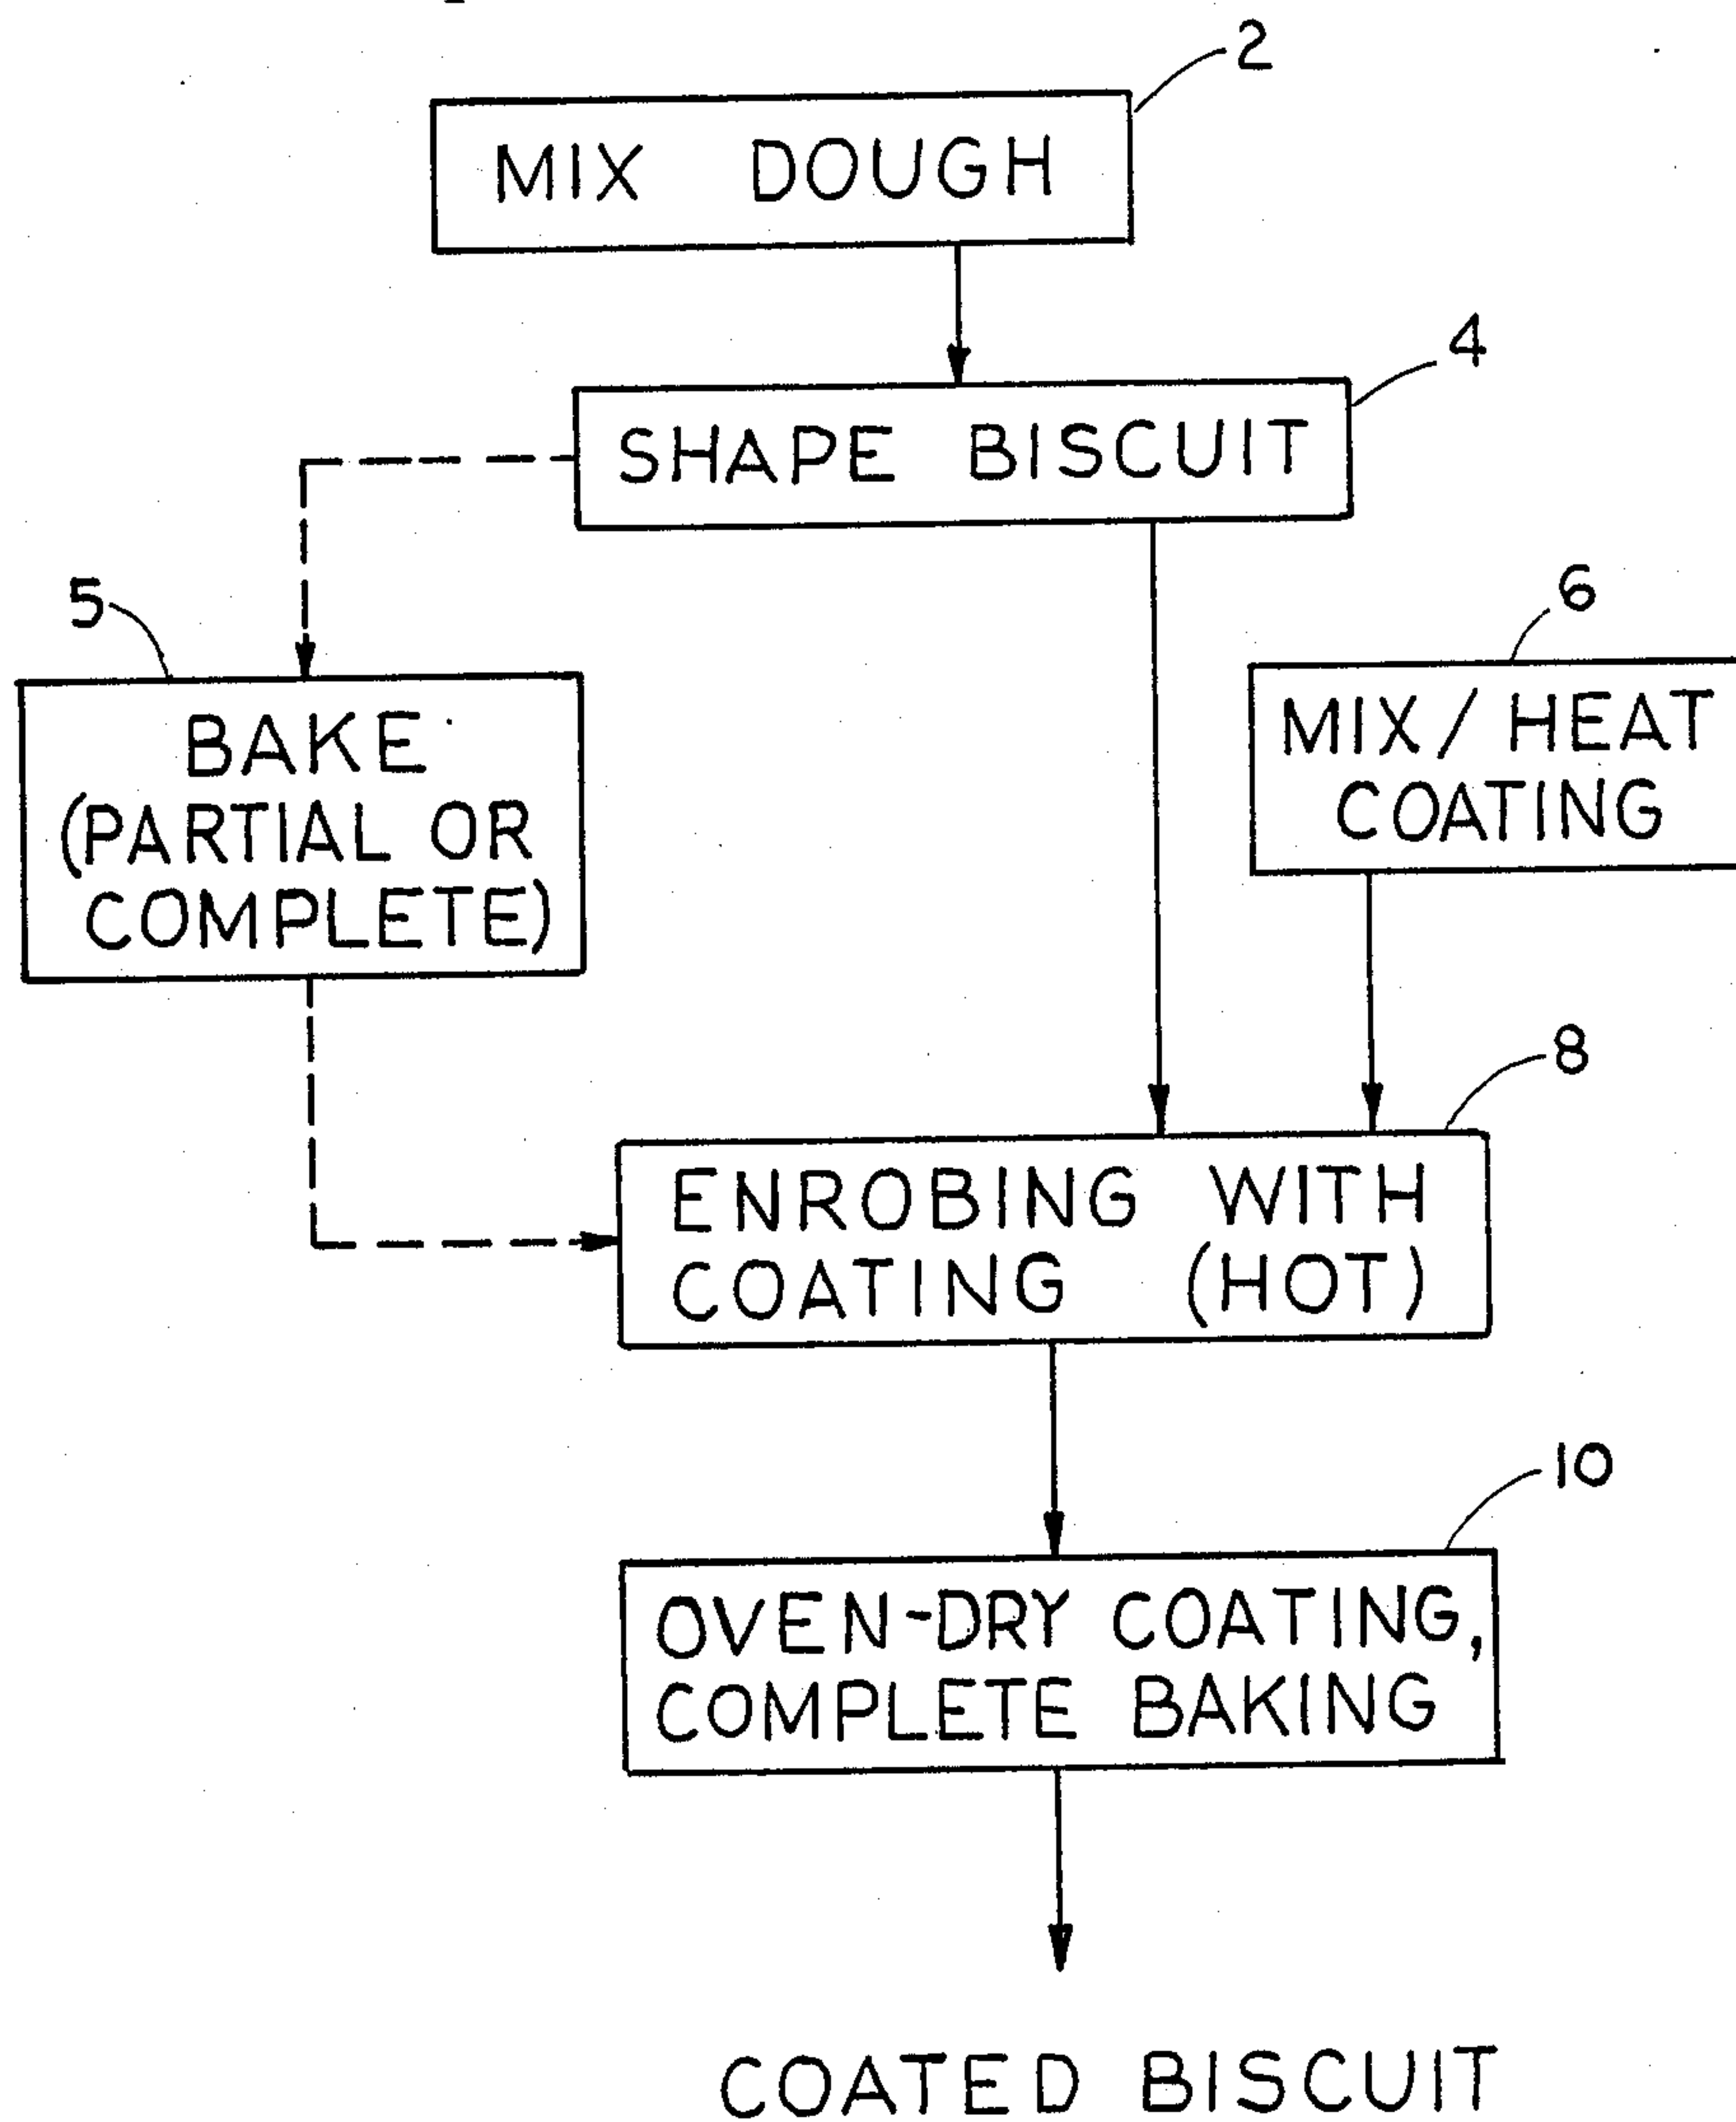 2
MIX DOUGH
4
SHAPE BISCUIT
5
BAKE
(PARTIAL OR
COMPLETE)
6
MIX/HEAT
COATING
8
ENROBING WITH
COATING (HOT)
10
OVEN-DRY COATING,
COMPLETE BAKING
COATED BISCUIT